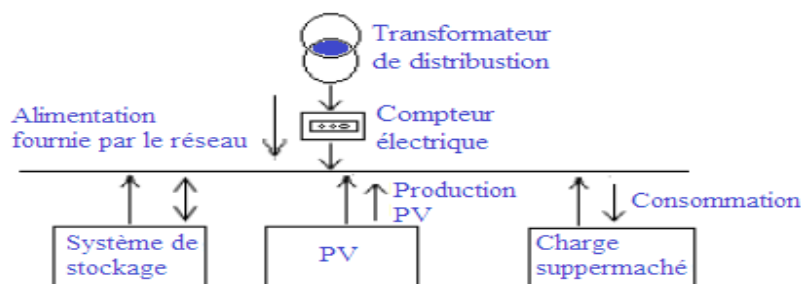 Transformateur
de distribustion
Alimentation
fournie par le réseau
Compteur
électrique
Production
PV
Consommation
Système de
stockage
PV
Charge
suppermaché